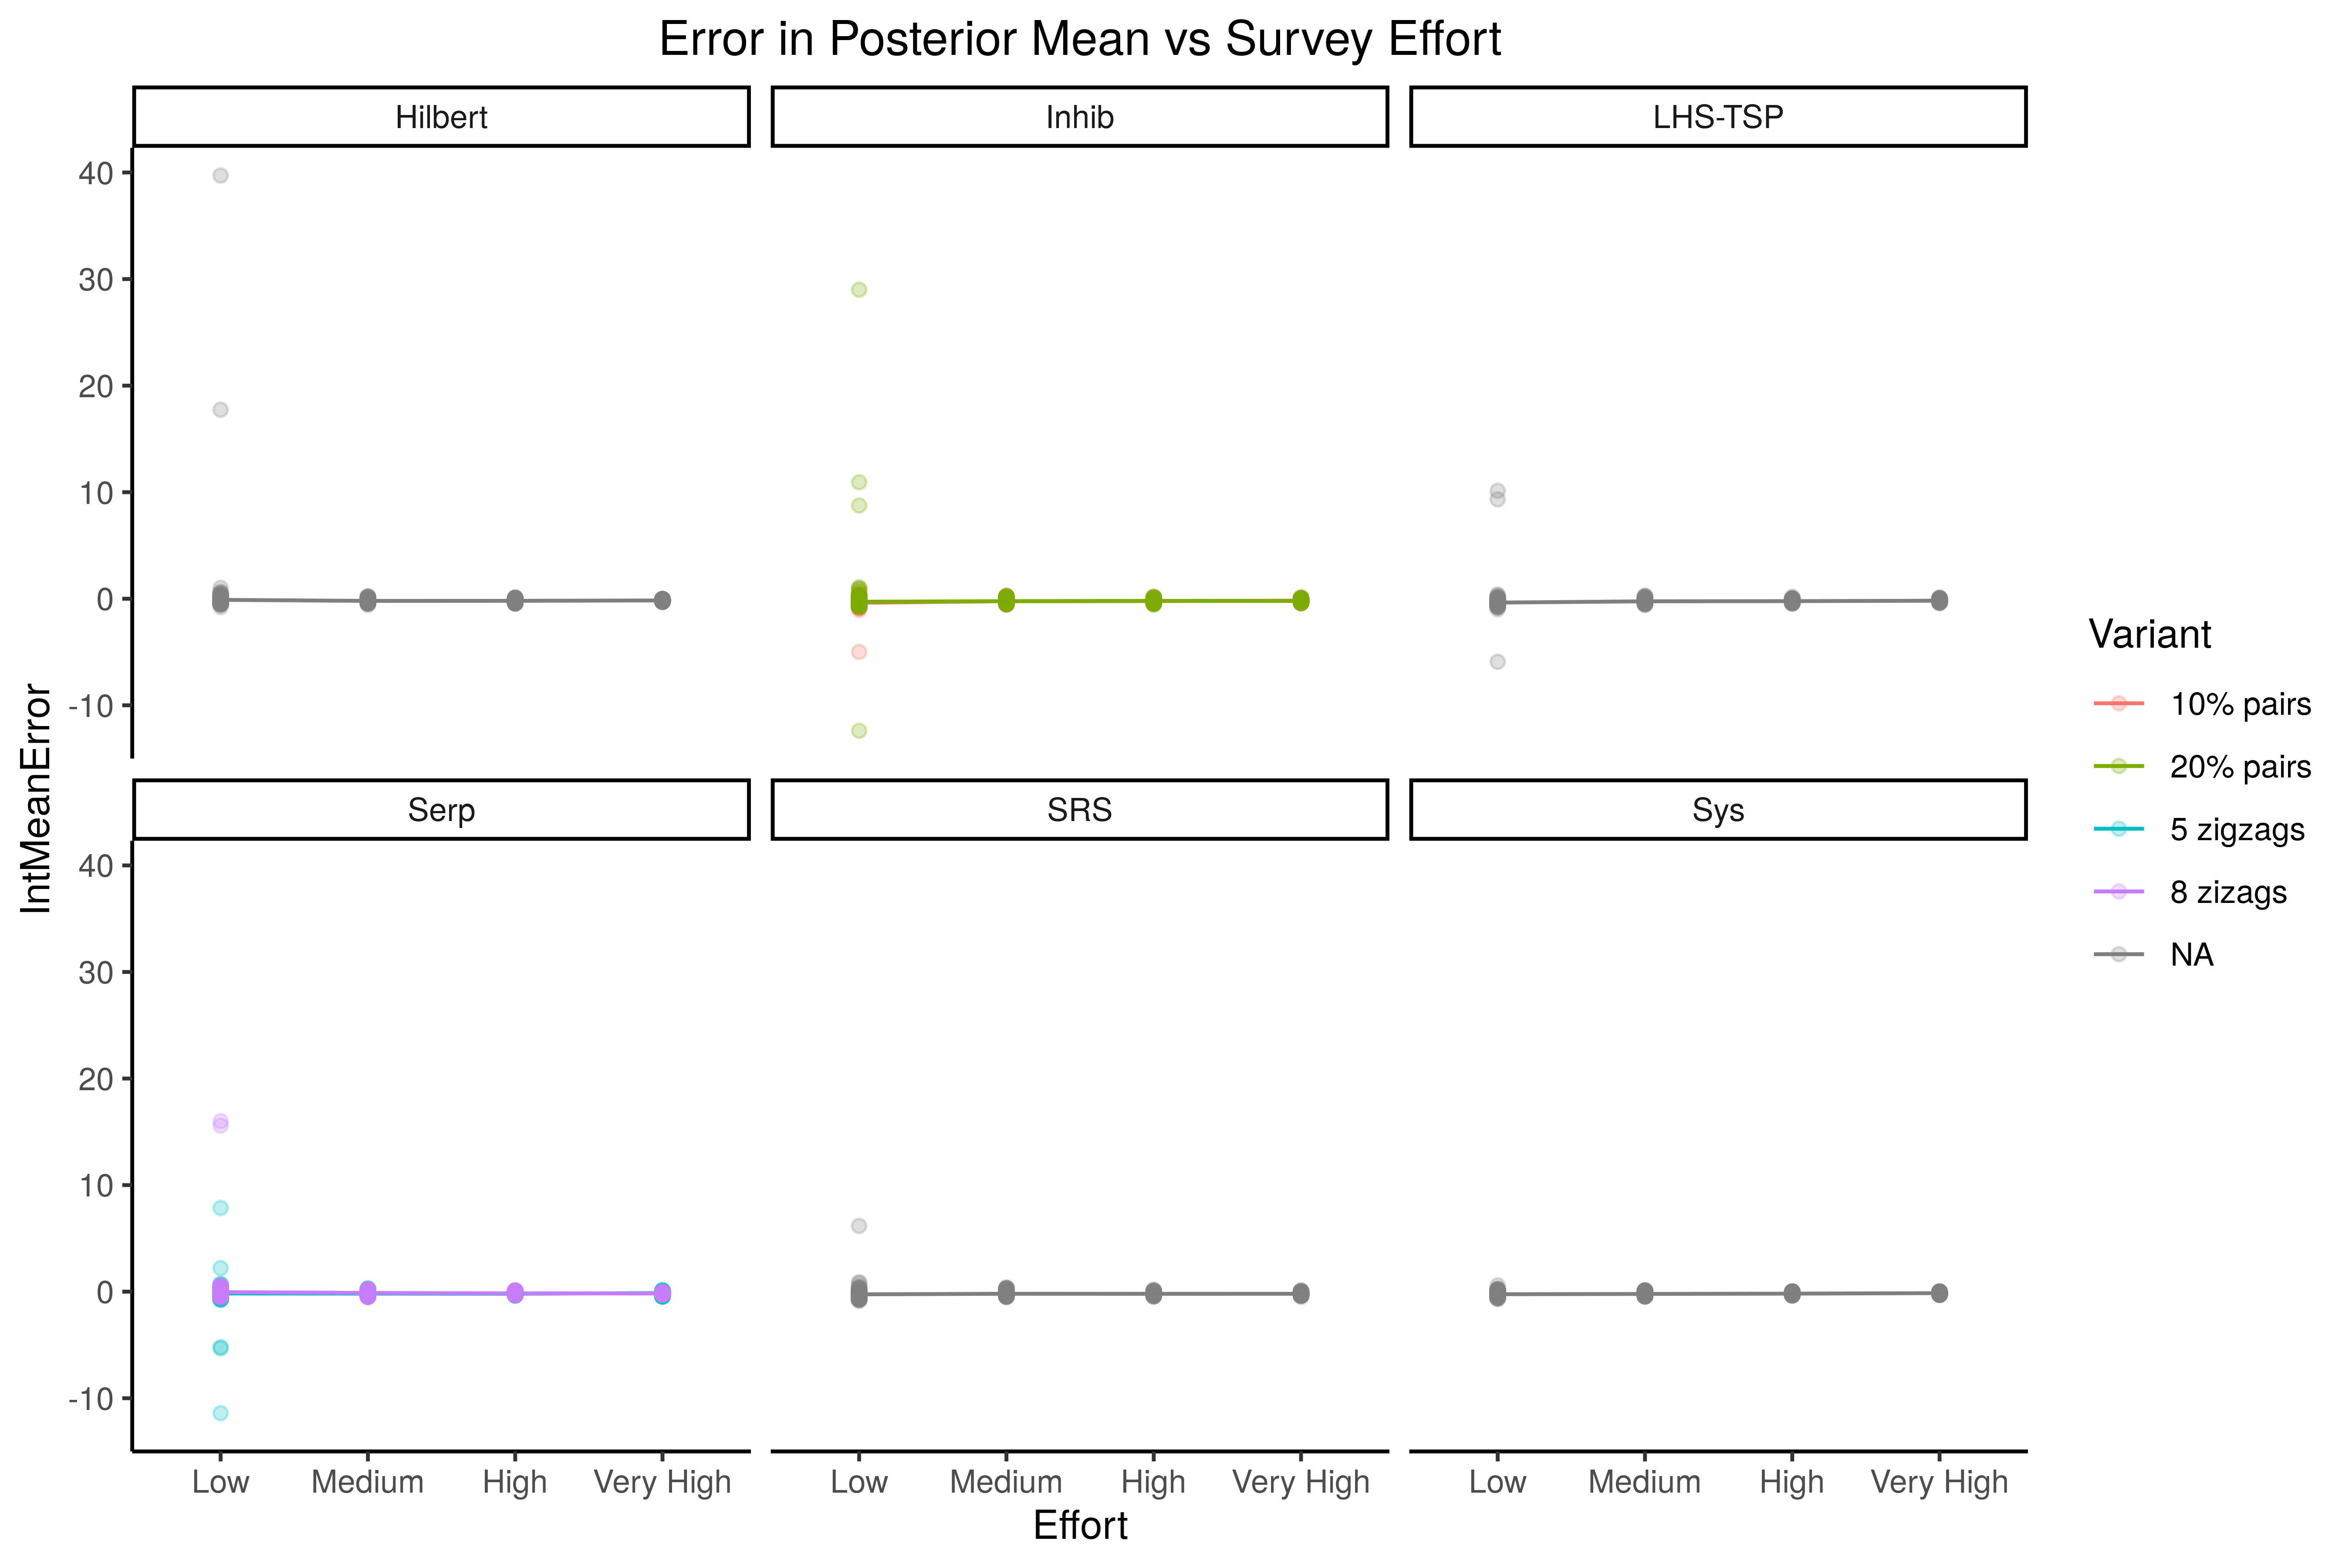 Error in Posterior Mean vs Survey Effort
Hilbert
Inhib
LHS-TSP
40
30
20
10
0
-10
Serp
SRS
Sys
40
30
20
10
0
-10
IntMeanError
Low Medium High Very High
Low Medium High Very High
Low Medium High Very High
Effort
Variant
10% pairs
20% pairs
5 zigzags
8 zizags
NA